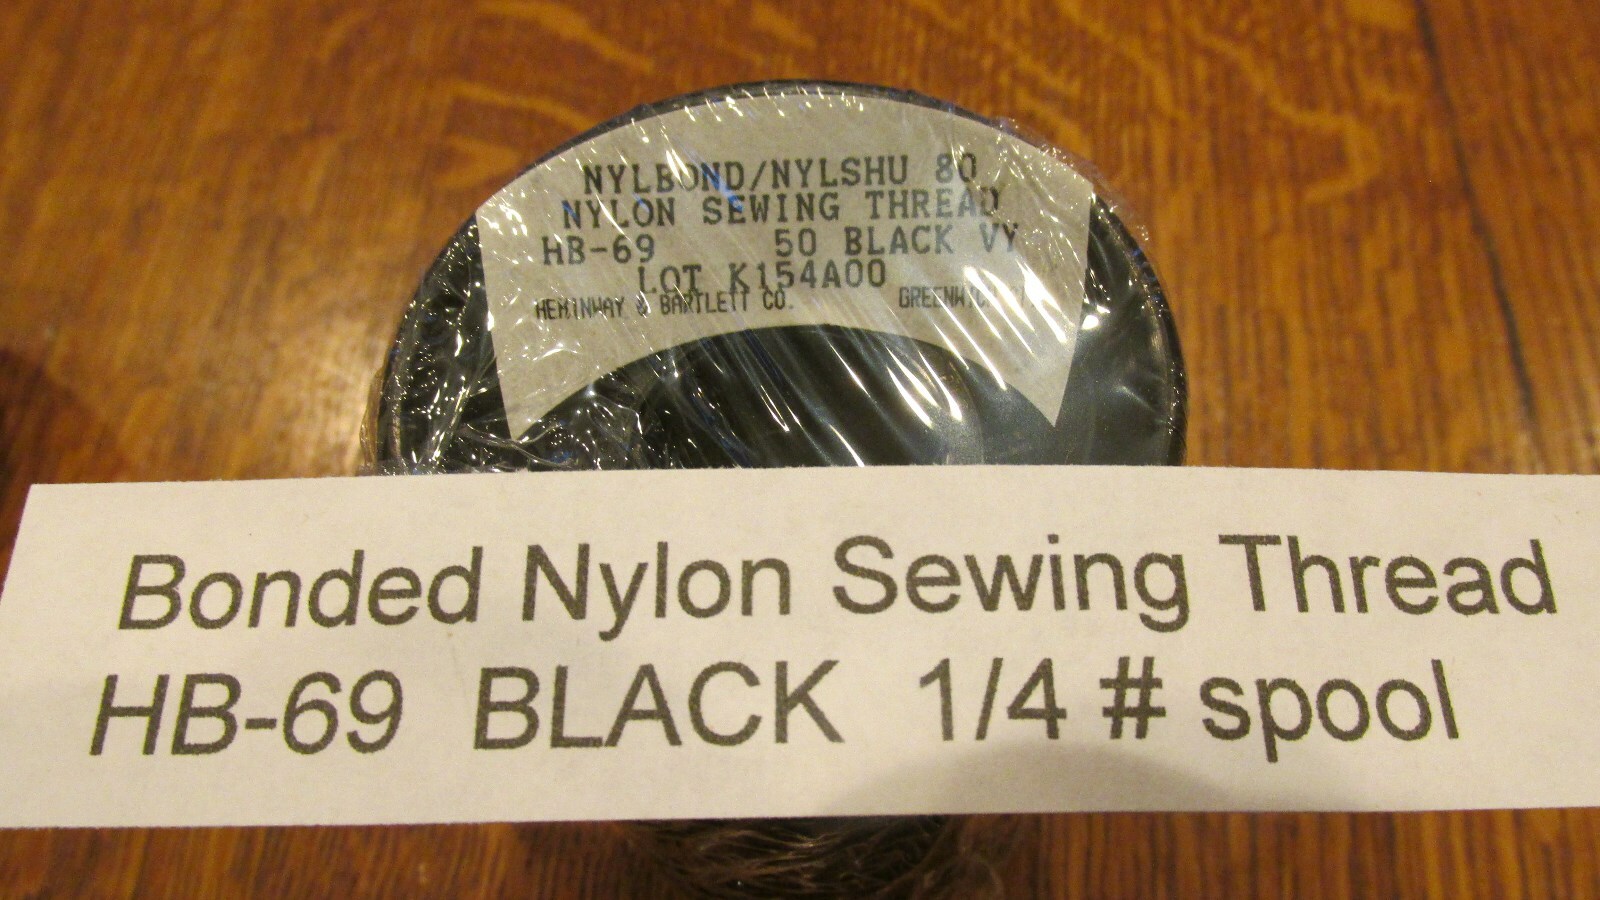 NYLBOND/NYLSHU 80
NYLON SEWING THREAD
HB-69 50 BLACK VY
LOT K154A00
HEMINWAY & BARTLETT CO. GREENWICH
Bonded Nylon Sewing Thread
HB-69 BLACK 1/4 # spool